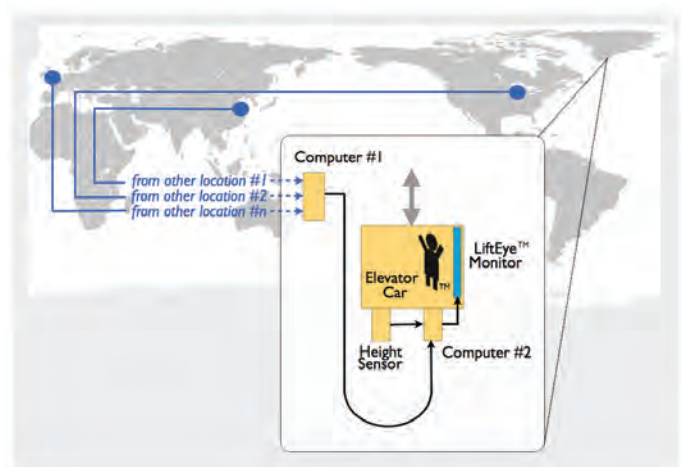 Computer #1
from other location #1
from other location #2
from other location #n
LiftEye™
Monitor
Elevator
Car
TM
Height
Sensor
Computer #2